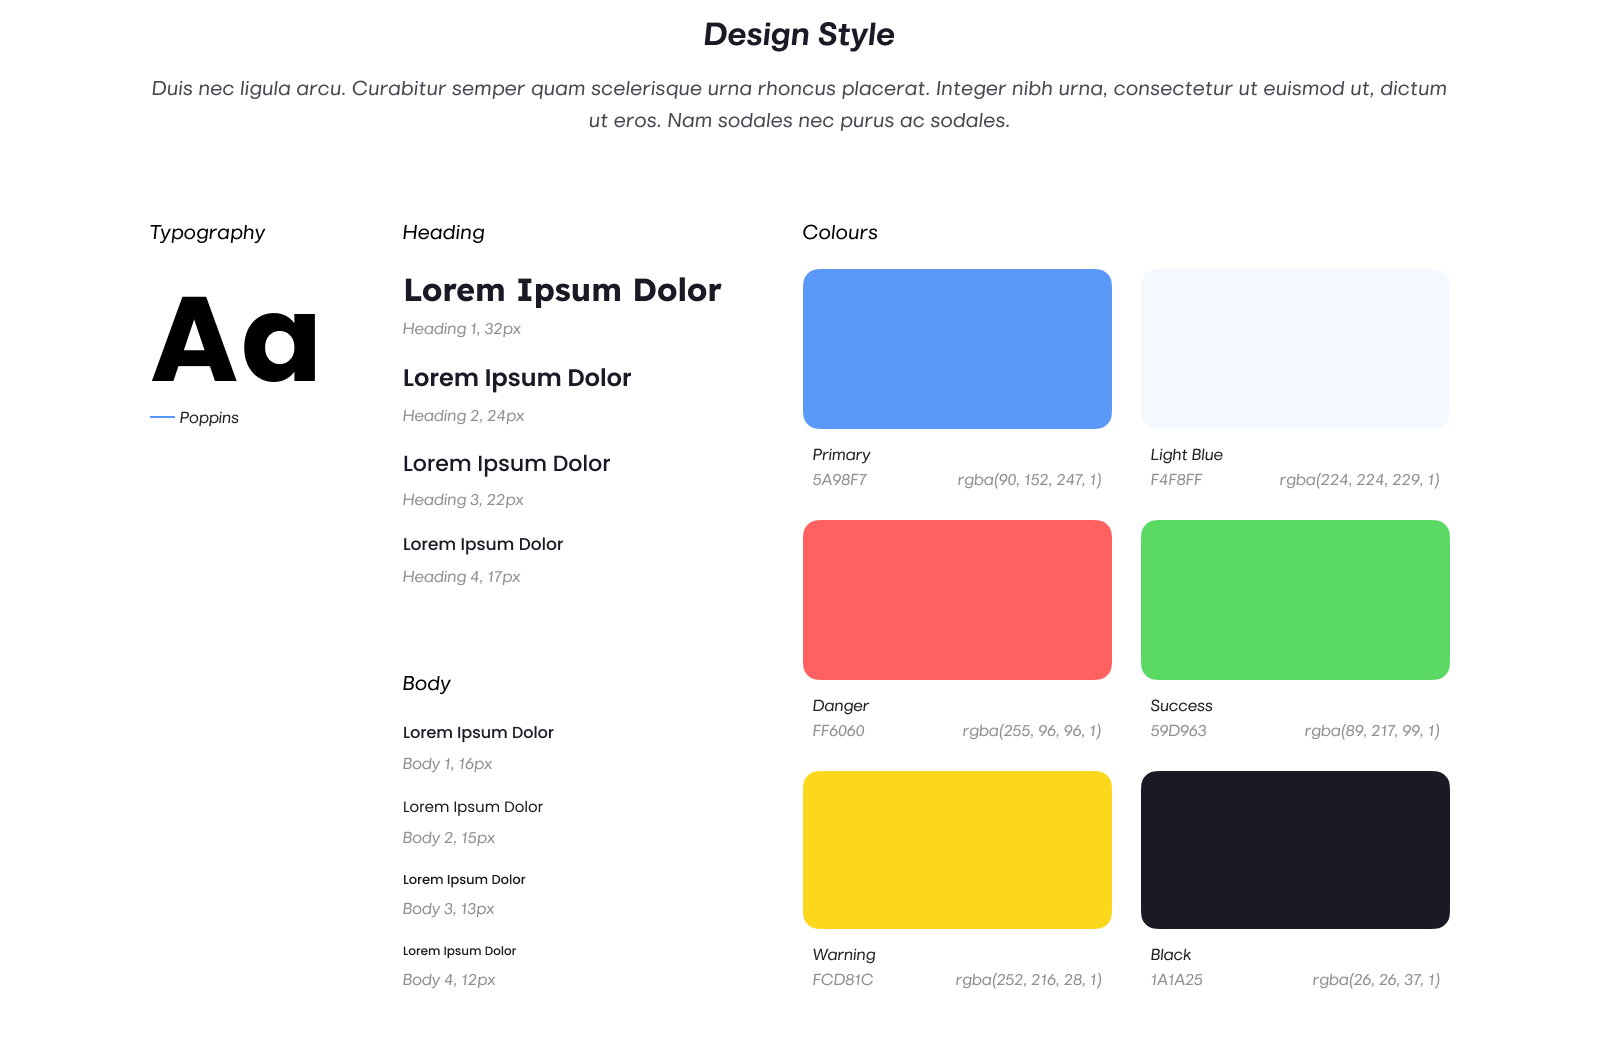 Design Style
Duis nec ligula arcu. Curabitur semper quam scelerisque urna rhoncus placerat. Integer nibh urna, consectetur ut euismod ut, dictum
ut eros. Nam sodales nec purus ac sodales.
Typography
Aa
Poppins
Heading
Lorem Ipsum Dolor
Heading 1, 32px
Lorem Ipsum Dolor
Heading 2, 24px
Lorem Ipsum Dolor
Heading 3, 22px
Lorem Ipsum Dolor
Heading 4, 17px
Body
Lorem Ipsum Dolor
Body 1, 16px
Lorem Ipsum Dolor
Body 2, 15px
Lorem Ipsum Dolor
Body 3, 13px
Lorem Ipsum Dolor
Body 4, 12px
Colours
Primary
5A98F7 rgba(90, 152, 247, 1)
Light Blue
F4F8FF rgba(224, 224, 229, 1)
Danger
FF6060 rgba(255, 96, 96, 1)
Success
59D963 rgba(89, 217, 99, 1)
Warning
FCD81C rgba(252, 216, 28, 1)
Black
1A1A25 rgba(26, 26, 37, 1)